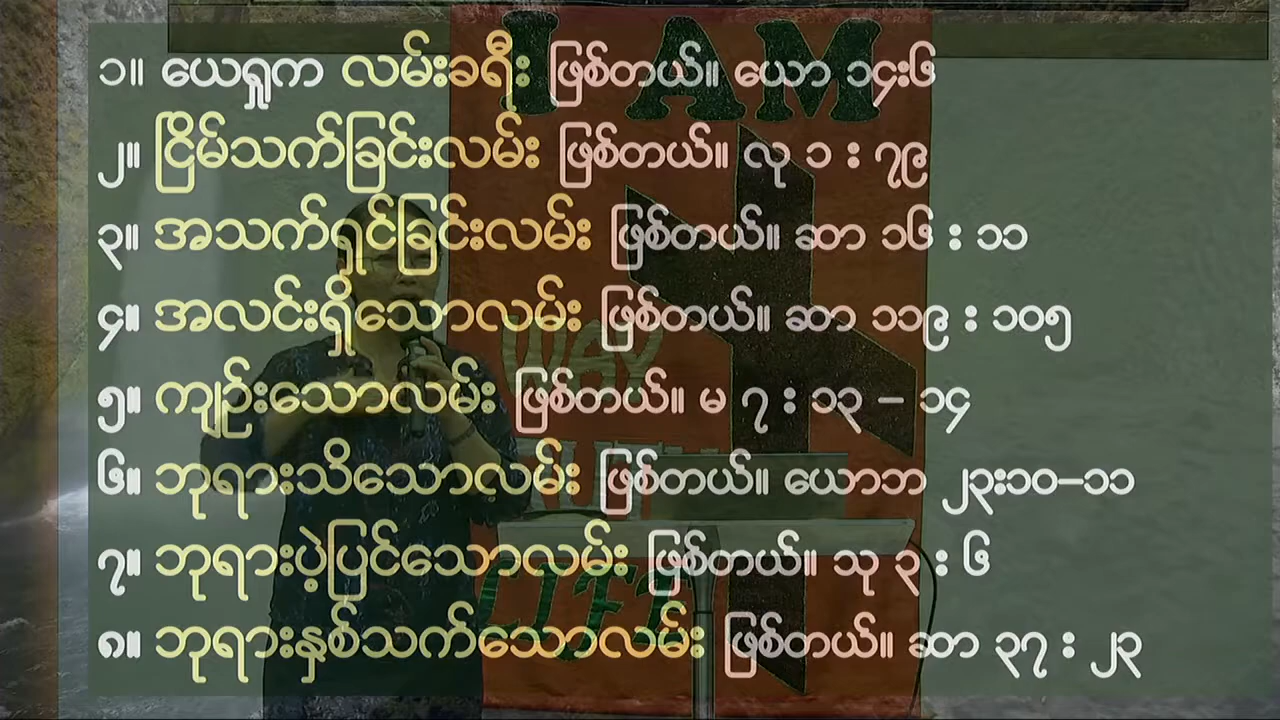 ၁။ ယေရှုက လမ်းခရီး ဖြစ်တယ်။ ယော ၁၄း၆
၂။ ငြိမ်သက်ခြင်းလမ်း ဖြစ်တယ်။ လု ၁ : ၇၉
၃။ အသက်ရှင်ခြင်းလမ်း ဖြစ်တယ်။ ဆာ ၁၆ : ၁၁
၄။ အလင်းရှိသောလမ်း ဖြစ်တယ်။ ဆာ ၁၁၉ : ၁၀၅
၅။ ကျဉ်းသောလမ်း ဖြစ်တယ်။ မ ၇ : ၁၃ – ၁၄
၆။ ဘုရားသိသောလမ်း ဖြစ်တယ်။ ယောဘ ၂၃း၁၀–၁၁
၇။ ဘုရားပဲ့ပြင်သောလမ်း ဖြစ်တယ်။ သု ၃ : ၆
၈။ ဘုရားနှစ်သက်သောလမ်း ဖြစ်တယ်။ ဆာ ၃၇ : ၂၃
I AM
WAY
LIFE